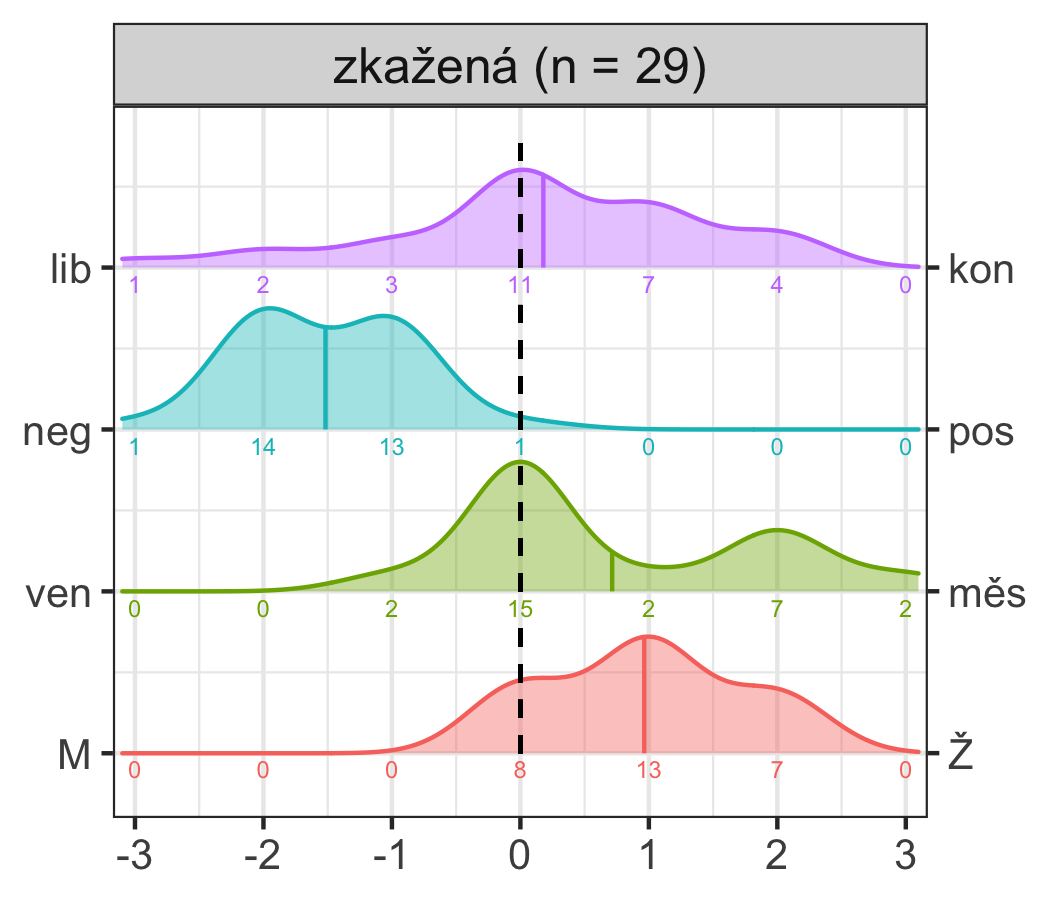 zkažená (n = 29)
lib kon
1 2 3 11 7 4 0
neg pos
1 14 13 1 0 0 0
ven měs
0 0 2 15 2 7 2
M Ž
0 0 0 8 13 7 0
-3 -2 -1 0 1 2 3